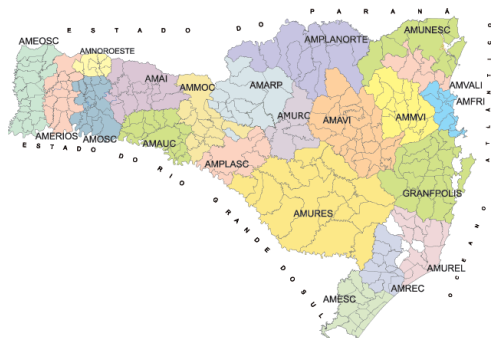 ESTADO DO PARANÁ
AMEOSC
AMNOROESTE
AMPLANORTE
AMUNESC
AMAI
AMMOC
AMARP
AMVALI
AMFRI
AMERIOS
AMOSC
AMURC
AMAVI
AMMVI
AMAUC
AMPLASC
GRANFPOLIS
AMURES
AMUREL
AMREC
AMESC
ESTADO DO RIO GRANDE DO SUL
OCEANO ATLÂNTICO